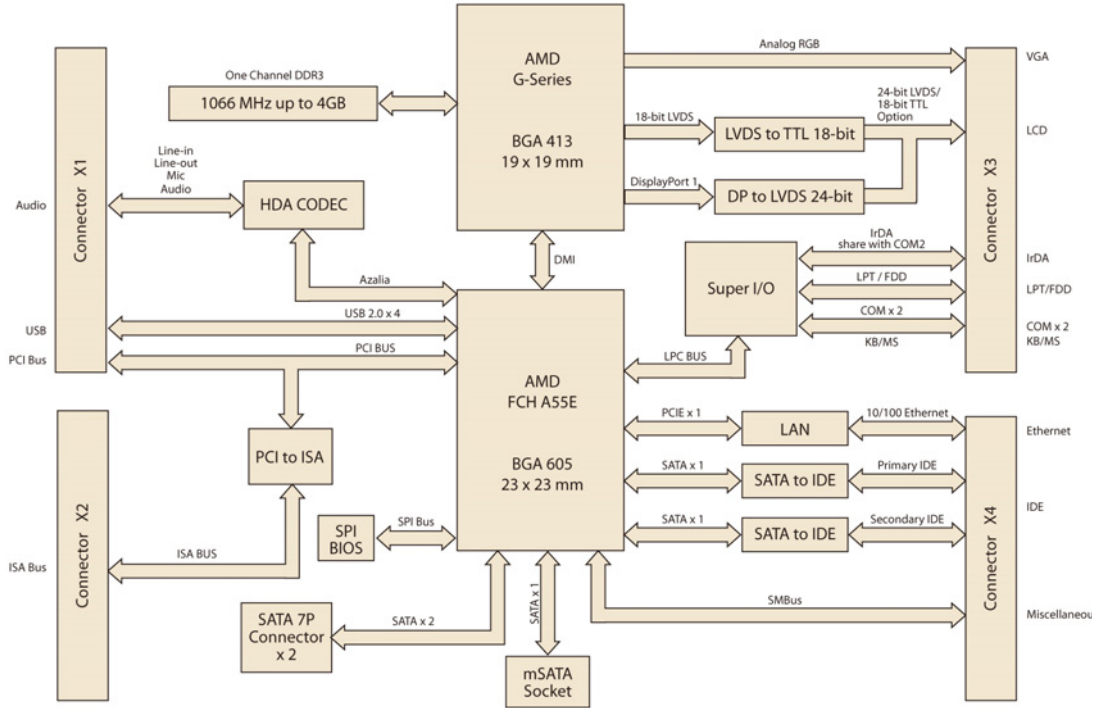 AMD
G-Series
BGA 413
19 x 19 mm
One Channel DDR3
1066 MHz up to 4GB
Analog RGB
VGA
18-bit LVDS
LVDS to TTL 18-bit
24-bit LVDS/
18-bit TTL
Option
LCD
DisplayPort 1
DP to LVDS 24-bit
Connector X1
Line-in
Line-out
Mic
Audio
Audio
HDA CODEC
Azalia
DMI
Connector X3
IrDA
share with COM2
IrDA
Super I/O
LPT / FDD
LPT/FDD
COM x 2
COM x 2
KB/MS
KB/MS
USB
USB 2.0 x 4
PCI Bus
PCI BUS
LPC BUS
AMD
FCH A55E
BGA 605
23 x 23 mm
PCI to ISA
Connector X2
ISA Bus
ISA BUS
SPI
BIOS
SPI Bus
PCIE x 1
LAN
10/100 Ethernet
Ethernet
SATA x 1
SATA to IDE
Primary IDE
IDE
SATA x 1
SATA to IDE
Secondary IDE
Connector X4
SMBus
Miscellaneou
SATA 7P
Connector
x 2
SATA x 2
SATA x 1
mSATA
Socket